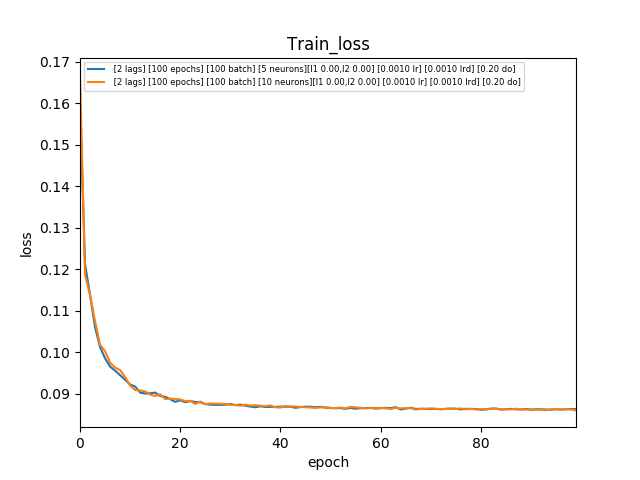 Train_loss
[2 lags] [100 epochs] [100 batch] [5 neurons][l1 0.00,l2 0.00] [0.0010 lr] [0.0010 lrd] [0.20 do]
[2 lags] [100 epochs] [100 batch] [10 neurons][l1 0.00,l2 0.00] [0.0010 lr] [0.0010 lrd] [0.20 do]
0.17
0.16
0.15
0.14
0.13
0.12
0.11
0.10
0.09
loss
0 20 40 60 80
epoch